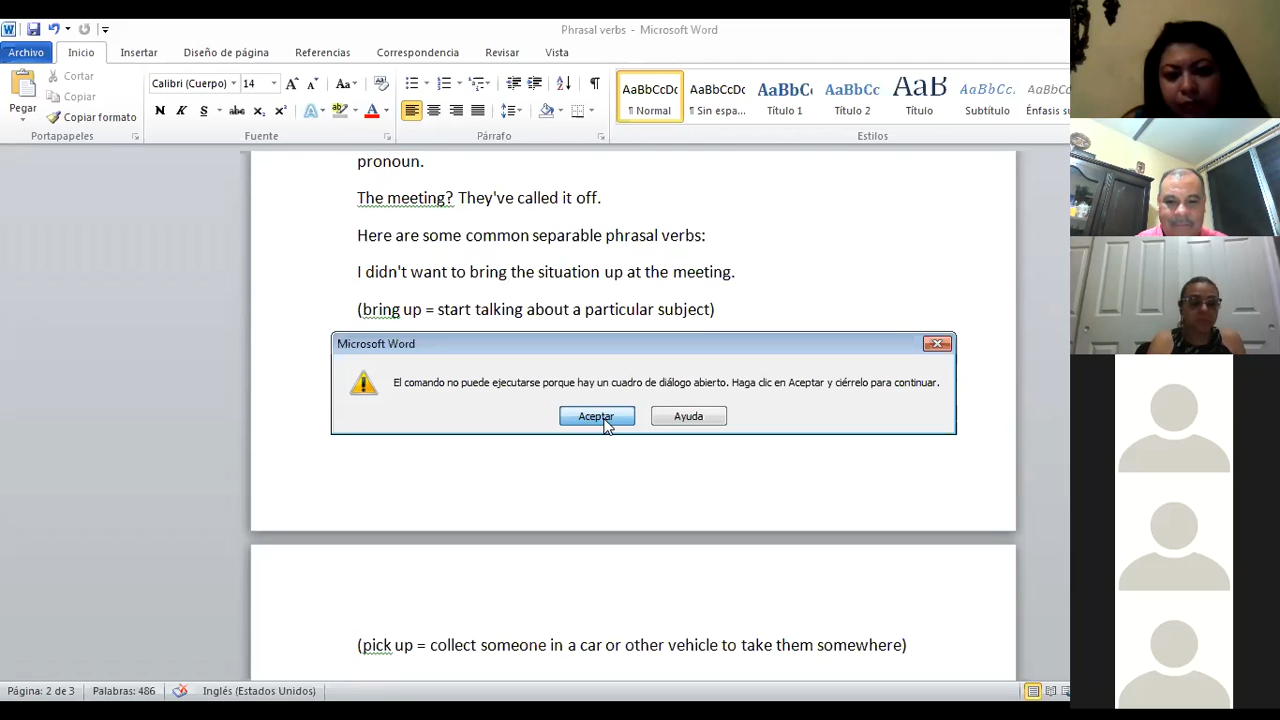 Phrasal verbs - Microsoft Word
Archivo Inicio Insertar Diseño de página Referencias Correspondencia Revisar Vista
Pegar
Cortar
Copiar
Copiar formato
Portapapeles
Calibri (Cuerpo) 14
Fuente
Párrafo
AaBbCcDc AaBbCcDc AaBbCc AaBbCc AaB AaBbCc. AaBbCc
¶ Normal ¶ Sin espa... Título 1 Título 2 Título Subtítulo Énfasis su
Estilos
pronoun.
The meeting? They've called it off.
Here are some common separable phrasal verbs:
I didn't want to bring the situation up at the meeting.
(bring up = start talking about a particular subject)
Microsoft Word
El comando no puede ejecutarse porque hay un cuadro de diálogo abierto. Haga clic en Aceptar y ciérrelo para continuar.
Aceptar Ayuda
(pick up = collect someone in a car or other vehicle to take them somewhere)
Página: 2 de 3 Palabras: 486 Inglés (Estados Unidos)